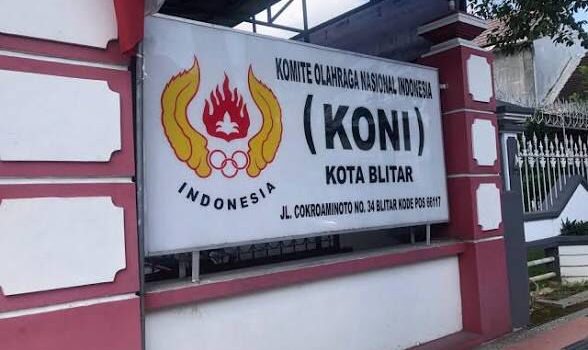 KOMITE OLAHRAGA NASIONAL INDONESIA
(KONI)
KOTA BLITAR
JL. COKROAMINOTO NO. 34 BLITAR KODE POS 66117
INDONESIA